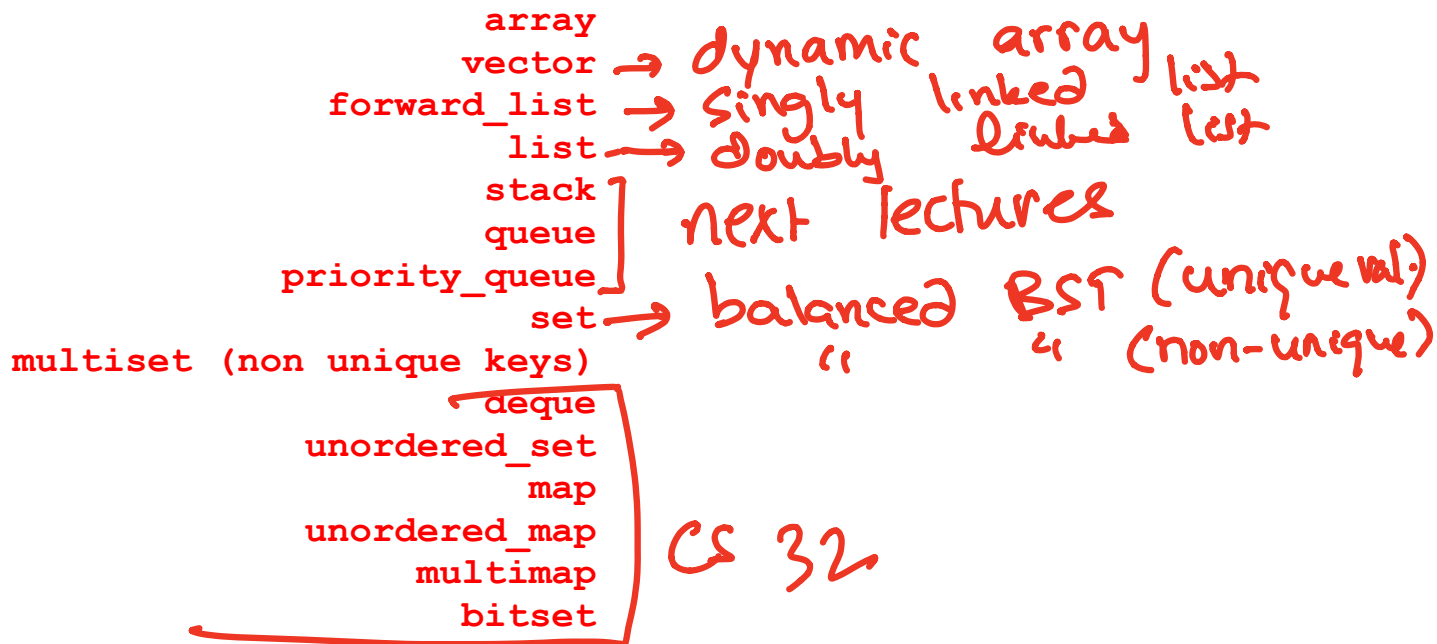 array
vector → dynamic array
forward_list → singly linked list
list → doubly linked list
stack
queue next lectures
priority_queue
set → balanced BST (unique val.)
multiset (non unique keys) " " (non-unique)
deque
unordered_set
map
unordered_map CS 32
multimap
bitset